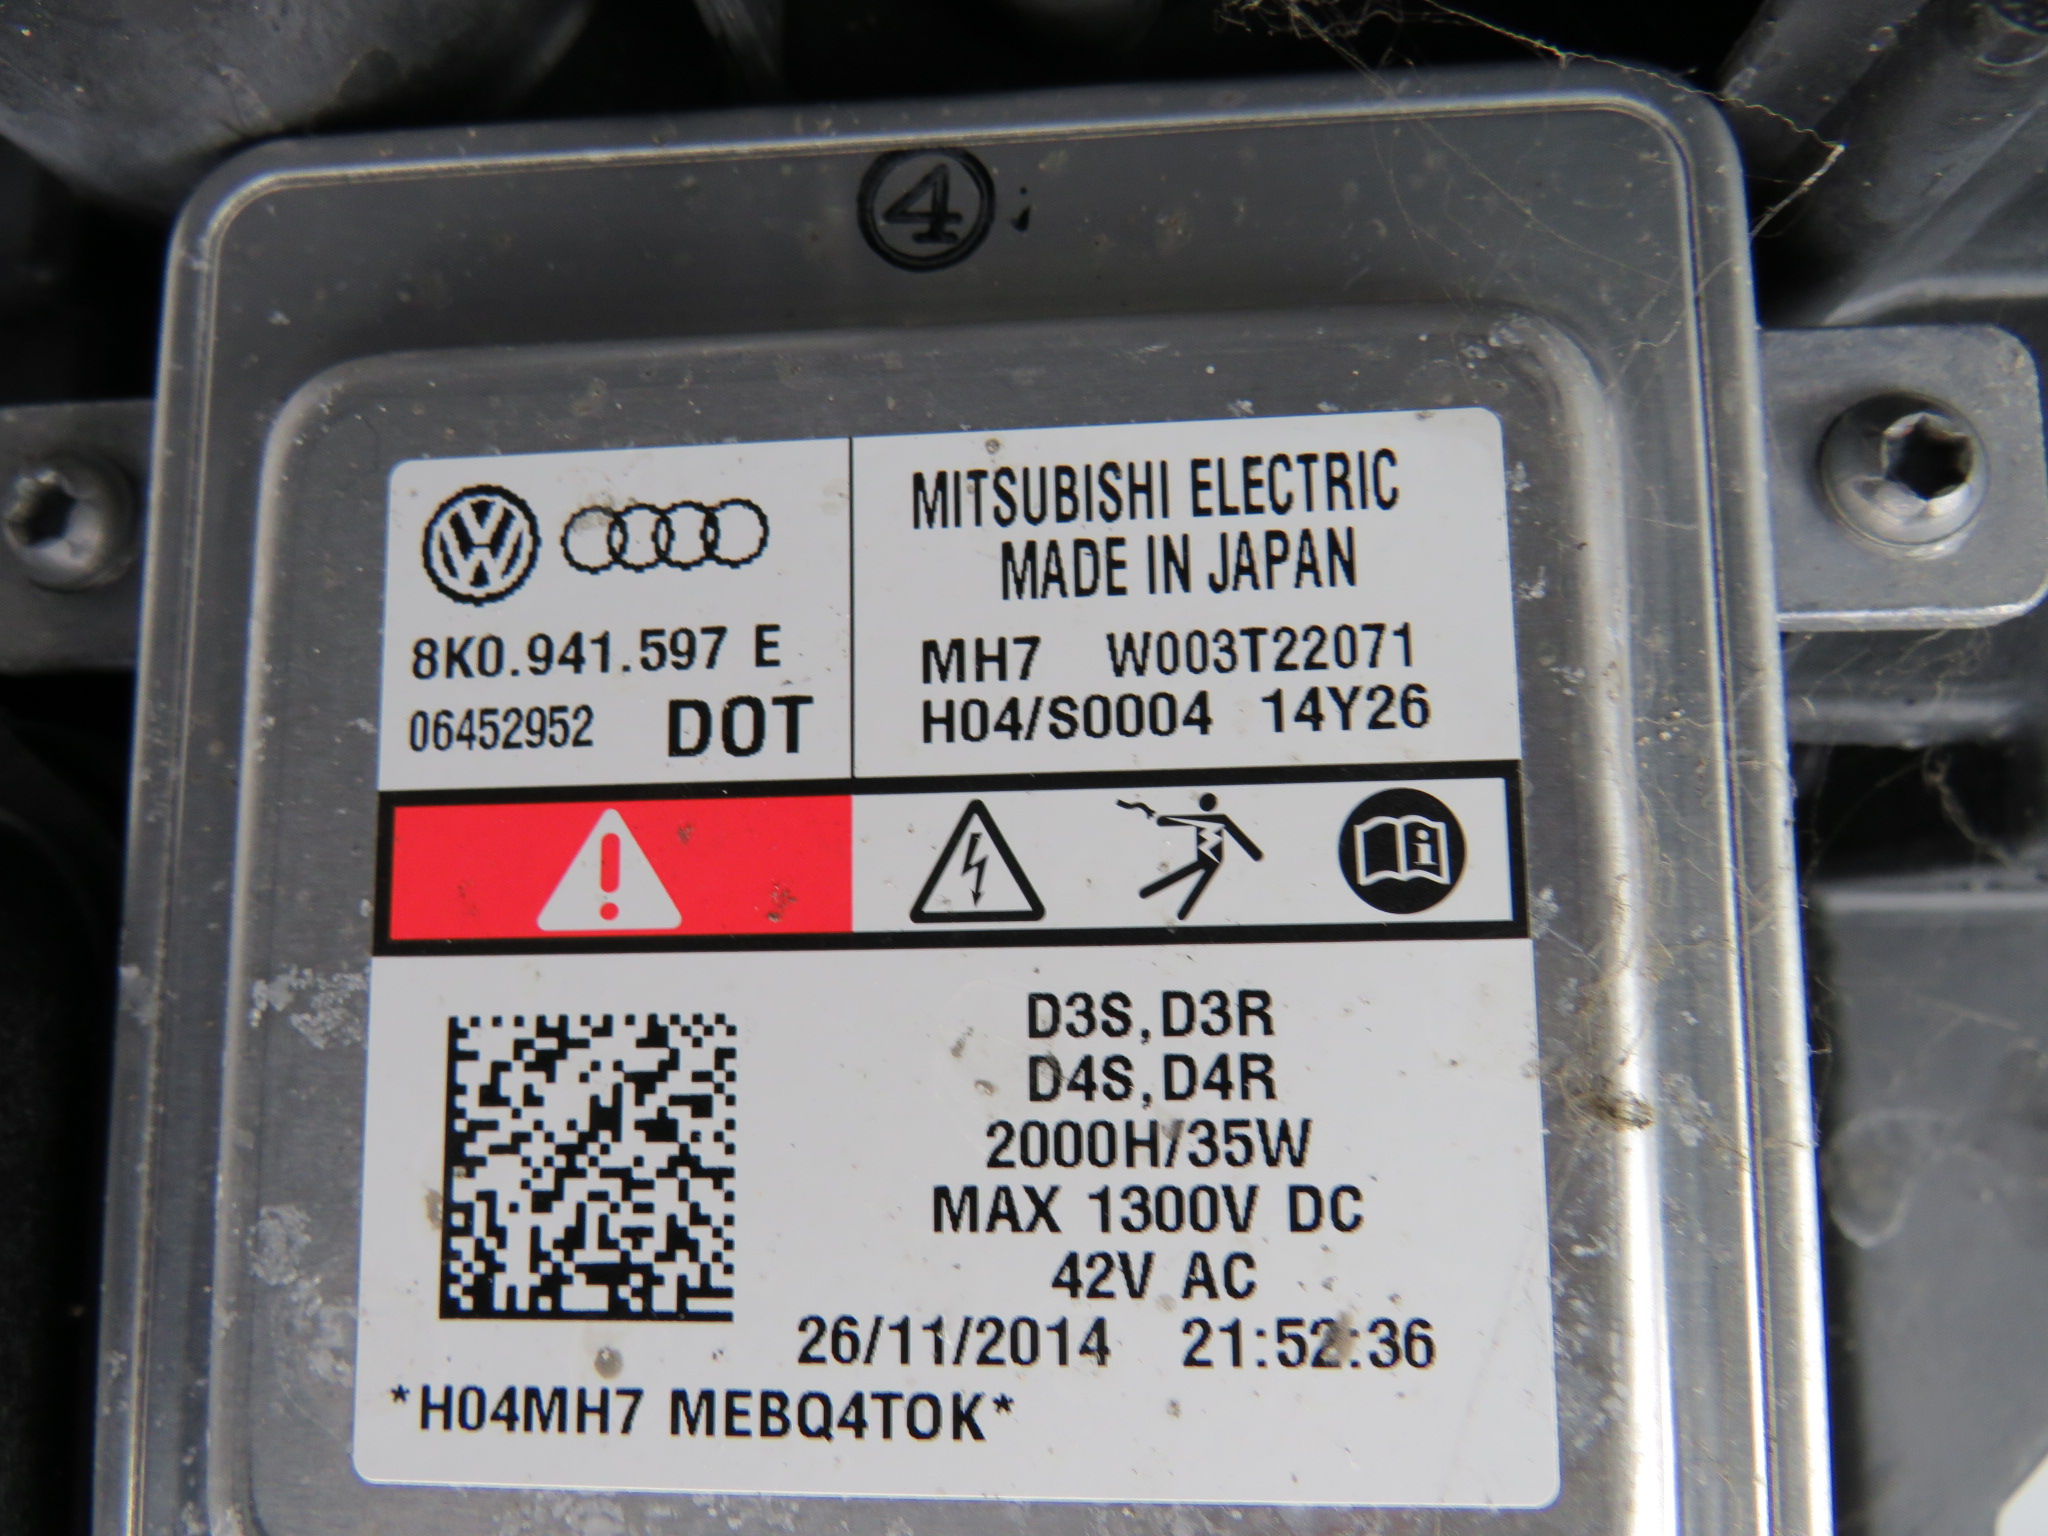 4
8K0.941.597 E
06452952 DOT
MITSUBISHI ELECTRIC
MADE IN JAPAN
MH7 W003T22071
H04/S0004 14Y26
D3S,D3R
D4S,D4R
2000H/35W
MAX 1300V DC
42V AC
26/11/2014 21:52:36
*H04MH7 MEBQ4T0K*